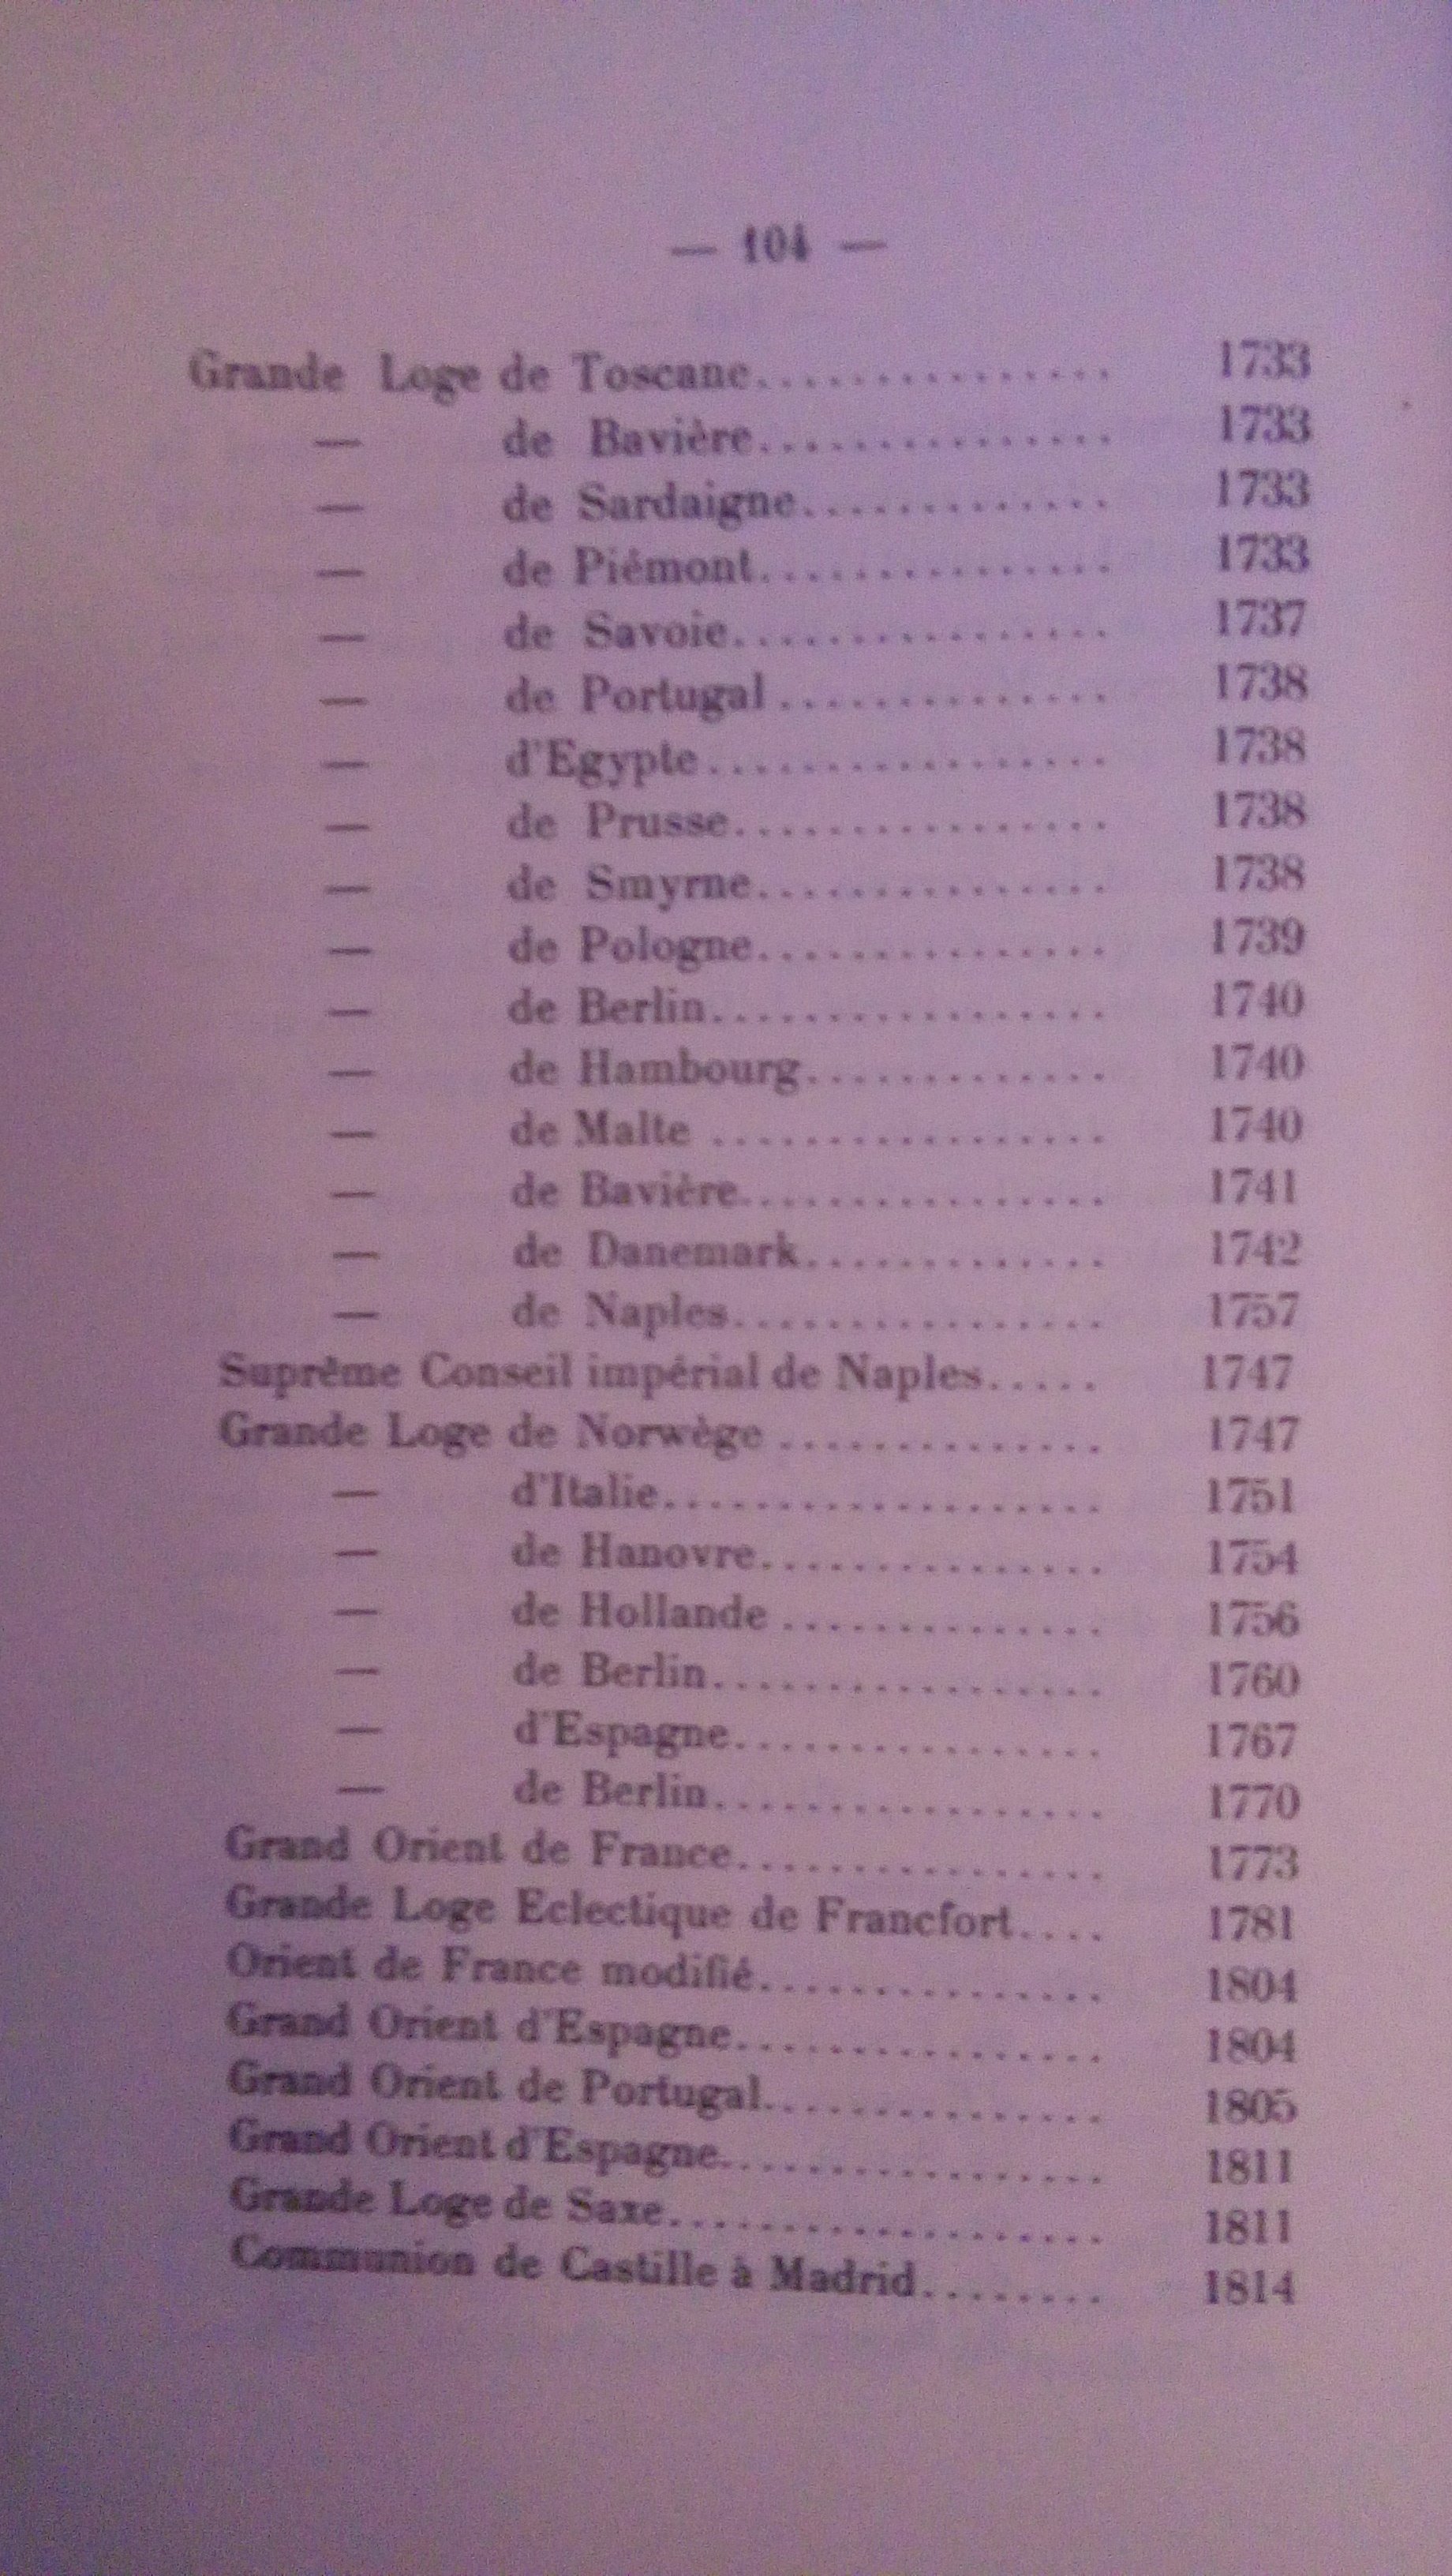 — 104 —
Grande Loge de Toscane............... 1733
— de Bavière............... 1733
— de Sardaigne............. 1733
— de Piémont............... 1733
— de Savoie................ 1737
— de Portugal .............. 1738
— d'Egypte................. 1738
— de Prusse................ 1738
— de Smyrne............... 1738
— de Pologne............... 1739
— de Berlin................. 1740
— de Hambourg............. 1740
— de Malte ................. 1740
— de Bavière................ 1741
— de Danemark............. 1742
— de Naples................ 1757
Suprême Conseil impérial de Naples..... 1747
Grande Loge de Norwège .............. 1747
— d'Italie................... 1751
— de Hanovre............... 1754
— de Hollande .............. 1756
— de Berlin................. 1760
— d'Espagne................ 1767
— de Berlin................. 1770
Grand Orient de France................ 1773
Grande Loge Eclectique de Francfort.... 1781
Orient de France modifié............... 1804
Grand Orient d'Espagne................ 1804
Grand Orient de Portugal............... 1805
Grand Orient d'Espagne................. 1811
Grande Loge de Saxe................... 1811
Communion de Castille à Madrid........ 1814